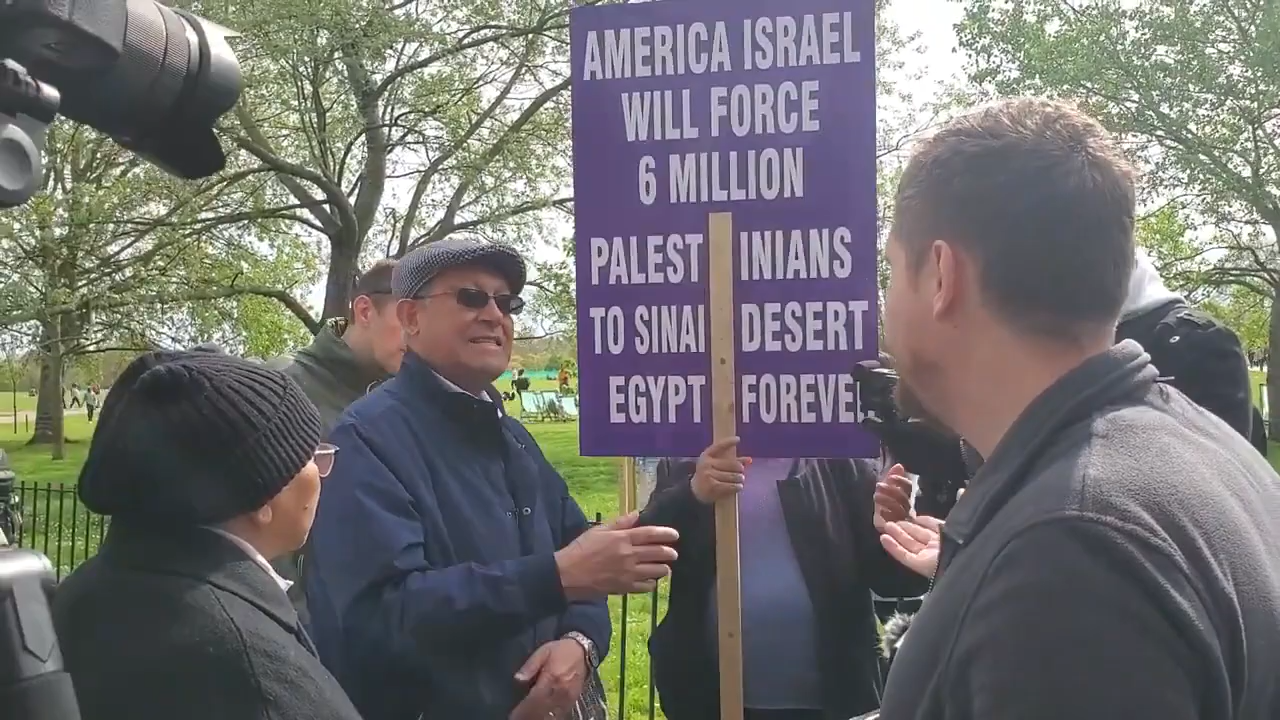 AMERICA ISRAEL
WILL FORCE
6 MILLION
PALESTINIANS
TO SINAI DESERT
EGYPT FOREVER